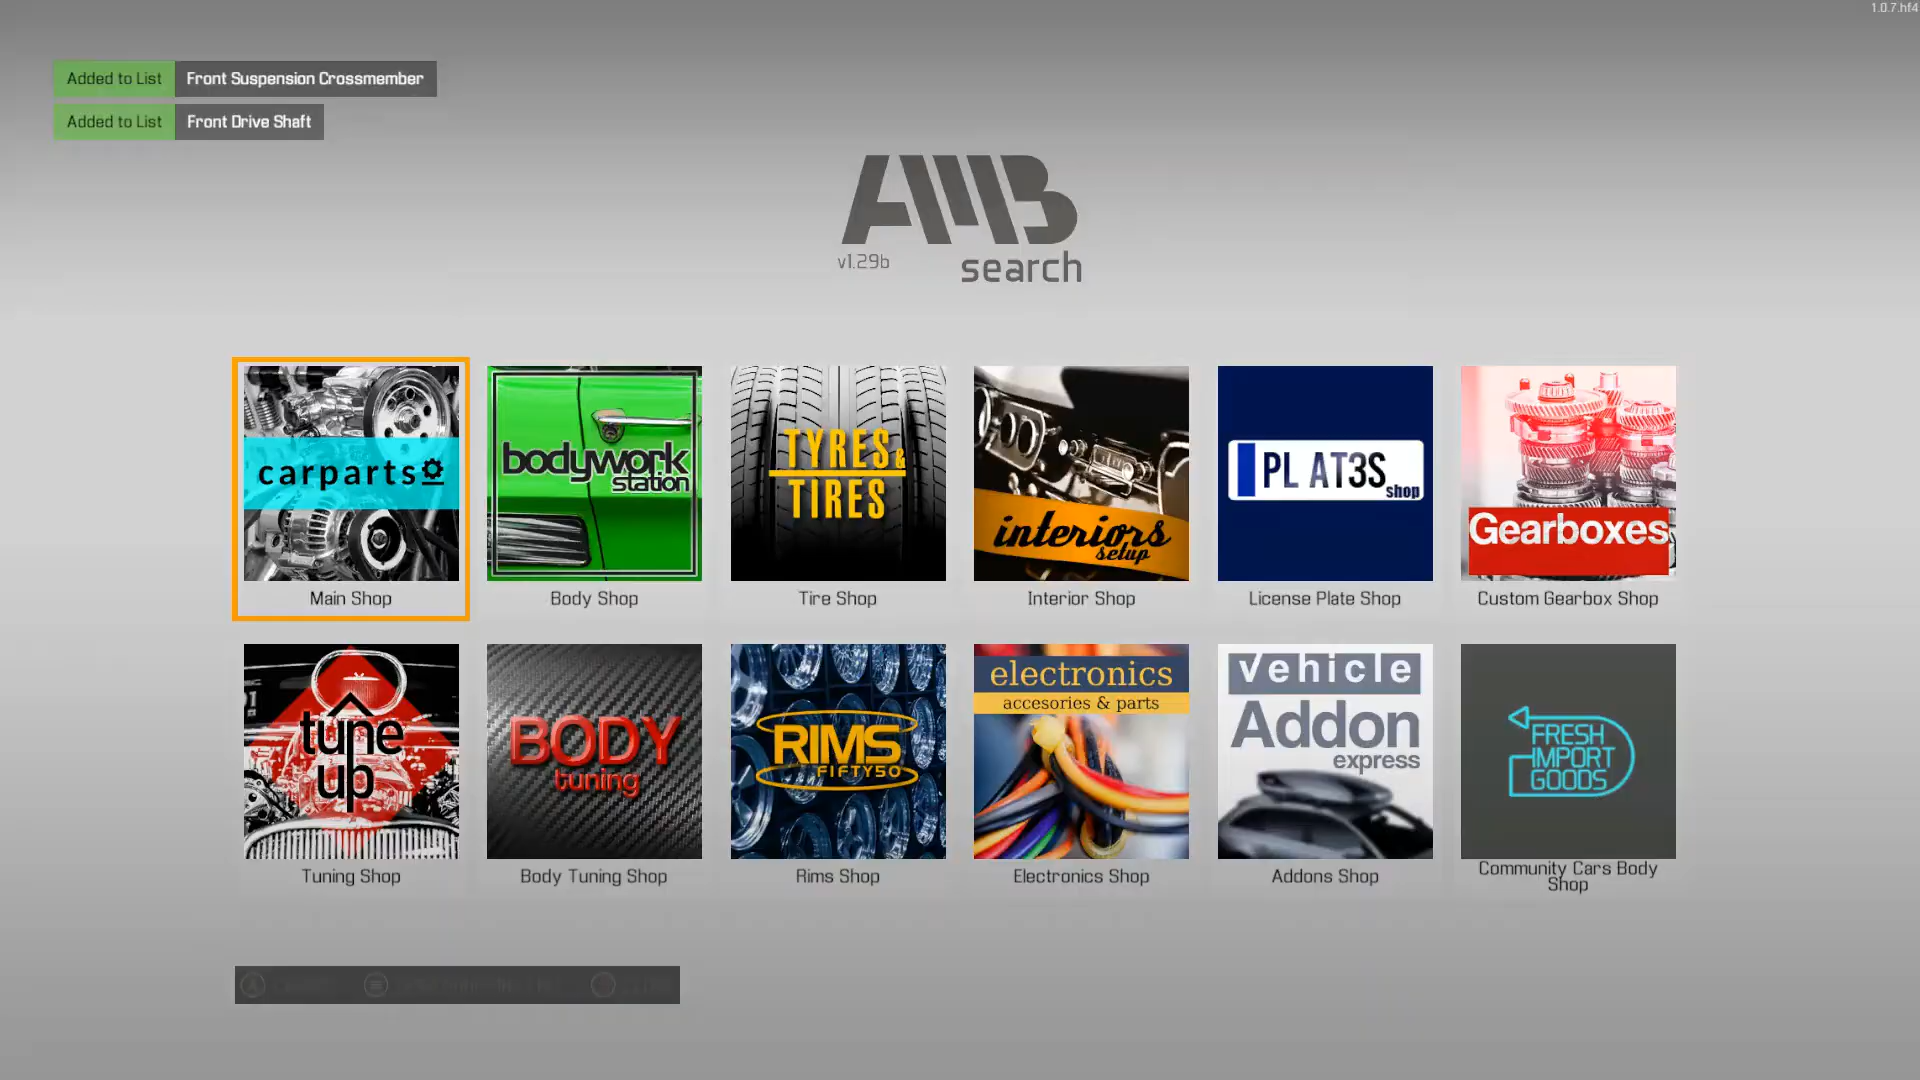 1.0.7.hf4
Added to List Front Suspension Crossmember
Added to List Front Drive Shaft
AMB
v1.29b search
carparts
bodywork
station
TYRES &
TIRES
interiors
setup
PL AT3S
shop
Gearboxes
Main Shop
Body Shop
Tire Shop
Interior Shop
License Plate Shop
Custom Gearbox Shop
tune
up
BODY
tuning
RIMS
FIFTY50
electronics
accesories & parts
vehicle
Addon
express
FRESH
IMPORT
GOODS
Tuning Shop
Body Tuning Shop
Rims Shop
Electronics Shop
Addons Shop
Community Cars Body
Shop